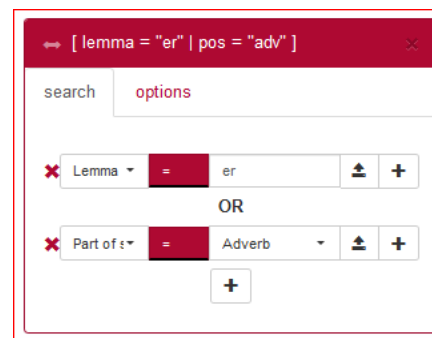 [ lemma = "er" | pos = "adv" ]
search options
Lemma = er
OR
Part of s = Adverb